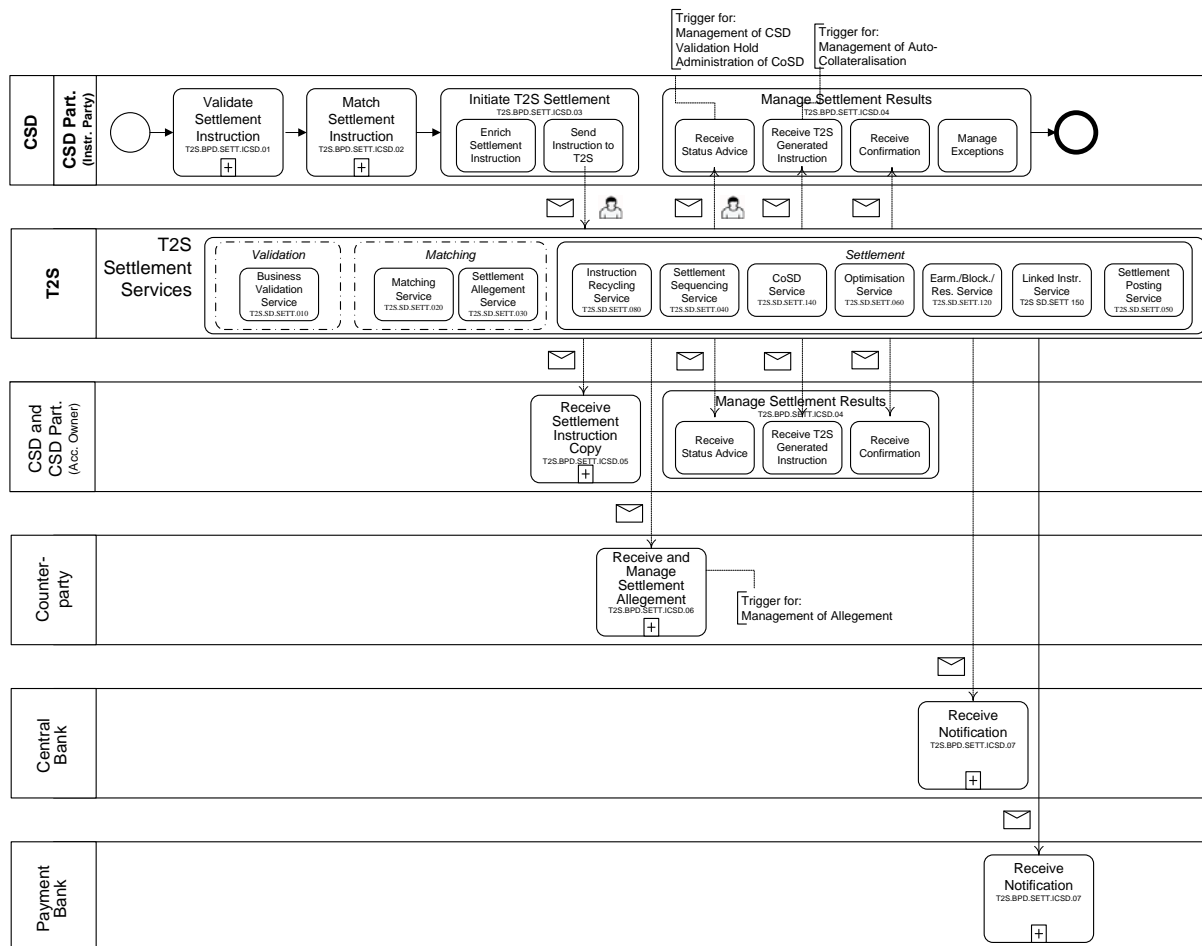 Trigger for:
Management of CSD
Validation Hold
Administration of CoSD
Trigger for:
Management of Auto-
Collateralisation
CSD
CSD Part.
(Instr. Party)
Validate
Settlement
Instruction
T2S.BPD.SETT.ICSD.01
Match
Settlement
Instruction
T2S.BPD.SETT.ICSD.02
Initiate T2S Settlement
T2S.BPD.SETT.ICSD.03
Enrich
Settlement
Instruction
Send
Instruction to
T2S
Manage Settlement Results
T2S.BPD.SETT.ICSD.04
Receive
Status Advice
Receive T2S
Generated
Instruction
Receive
Confirmation
Manage
Exceptions
T2S
T2S
Settlement
Services
Validation
Business
Validation
Service
T2S.SD.SETT.010
Matching
Matching
Service
T2S.SD.SETT.020
Settlement
Allegement
Service
T2S.SD.SETT.030
Settlement
Instruction
Recycling
Service
T2S.SD.SETT.080
Settlement
Sequencing
Service
T2S.SD.SETT.040
CoSD
Service
T2S.SD.SETT.140
Optimisation
Service
T2S.SD.SETT.060
Earm./Block./
Res. Service
T2S.SD.SETT.120
Linked Instr.
Service
T2S SD.SETT 150
Settlement
Posting
Service
T2S.SD.SETT.050
CSD and
CSD Part.
(Acc. Owner)
Receive
Settlement
Instruction
Copy
T2S.BPD.SETT.ICSD.05
Manage Settlement Results
T2S.BPD.SETT.ICSD.04
Receive
Status Advice
Receive T2S
Generated
Instruction
Receive
Confirmation
Counter-
party
Receive and
Manage
Settlement
Allegement
T2S.BPD.SETT.ICSD.06
Trigger for:
Management of Allegement
Central
Bank
Receive
Notification
T2S.BPD.SETT.ICSD.07
Payment
Bank
Receive
Notification
T2S.BPD.SETT.ICSD.07